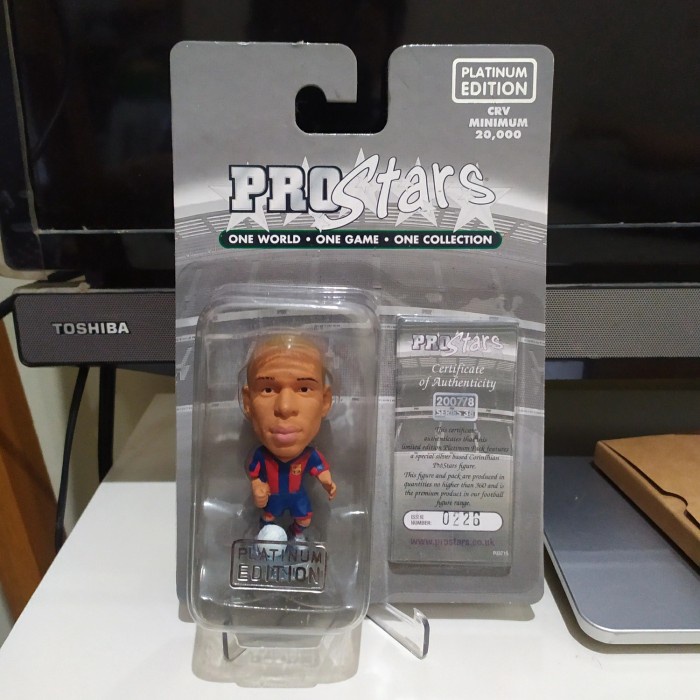 PLATINUM
EDITION
CRV
MINIMUM
20,000
PROStars
ONE WORLD • ONE GAME • ONE COLLECTION
TOSHIBA
PROStars
Certificate
of Authenticity
2007/8
SERIES
This certificate
authenticates that this
limited edition Platinum Pack features
a special silver based Corinthian
ProStars figure.
This figure and pack are produced in
quantities no higher than 360 and is
the premium product in our football
figure range.
NUMBER
0226
www.prostars.co.uk
PLATINUM
EDITION